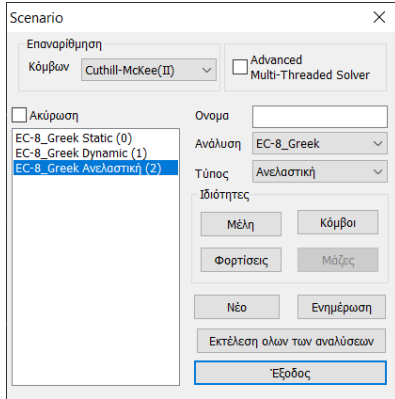 Scenario
Επαναρίθμηση
Κόμβων Cuthill-McKee(II)
Advanced
Multi-Threaded Solver
Ακύρωση
EC-8_Greek Static (0)
EC-8_Greek Dynamic (1)
EC-8_Greek Ανελαστική (2)
Ονομα
Ανάλυση EC-8_Greek
Τύπος Ανελαστική
Ιδιότητες
Μέλη Κόμβοι
Φορτίσεις Μάζες
Νέο Ενημέρωση
Εκτέλεση ολων των αναλύσεων
Έξοδος